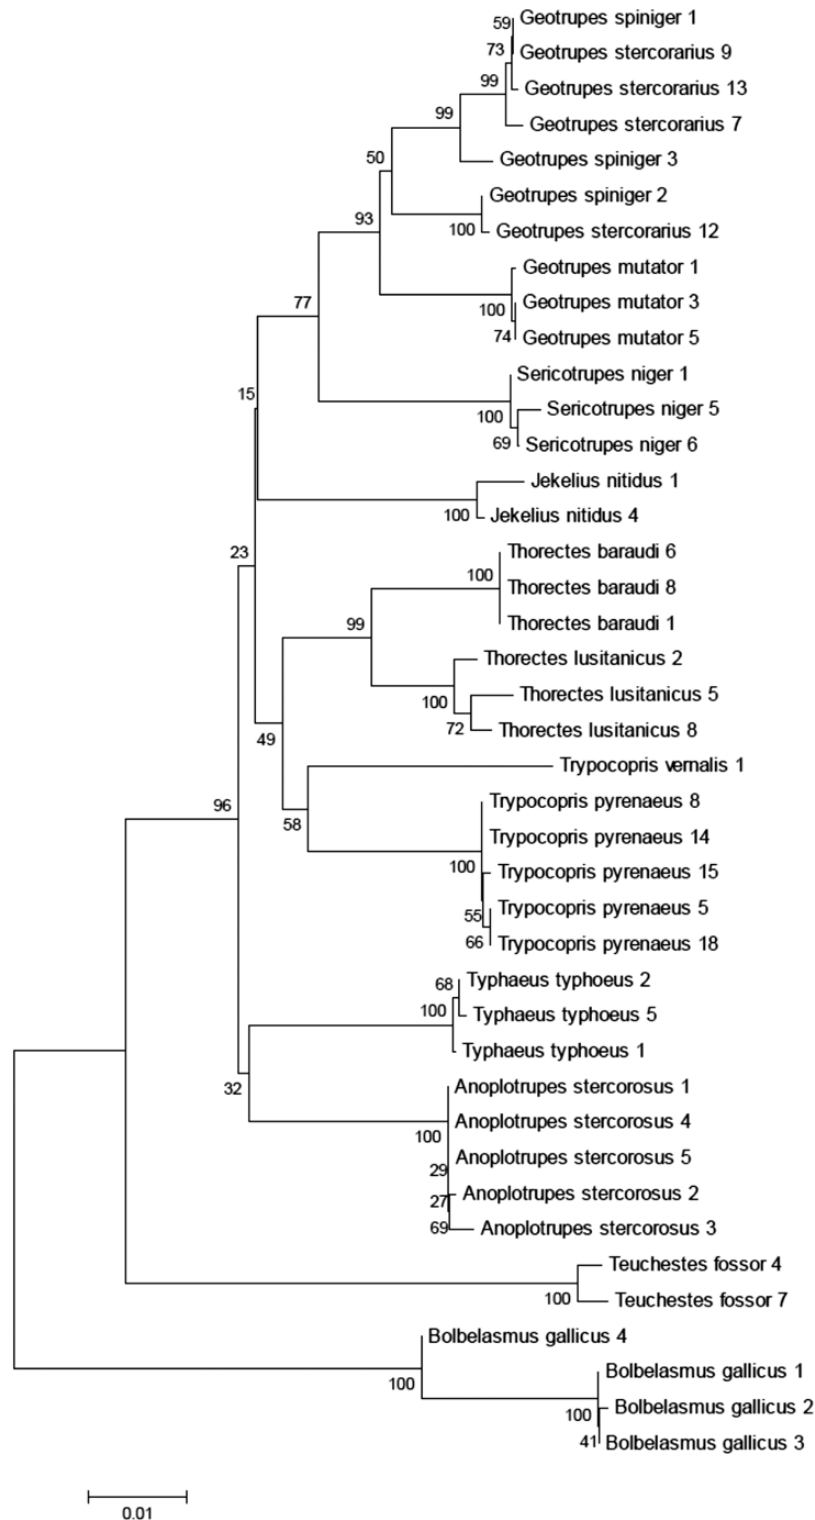 Geotrupes spiniger 1
59
Geotrupes stercorarius 9
73
Geotrupes stercorarius 13
99
Geotrupes stercorarius 7
99
Geotrupes spiniger 3
50
Geotrupes spiniger 2
Geotrupes stercorarius 12
100
93
Geotrupes mutator 1
Geotrupes mutator 3
100
Geotrupes mutator 5
74
77
Sericotrupes niger 1
Sericotrupes niger 5
100
Sericotrupes niger 6
69
15
Jekelius nitidus 1
Jekelius nitidus 4
100
23
Thorectes baraudi 6
100
Thorectes baraudi 8
Thorectes baraudi 1
99
Thorectes lusitanicus 2
Thorectes lusitanicus 5
100
Thorectes lusitanicus 8
72
49
Trypocopris vernalis 1
58
Trypocopris pyrenaeus 8
Trypocopris pyrenaeus 14
Trypocopris pyrenaeus 15
100
Trypocopris pyrenaeus 5
55
Trypocopris pyrenaeus 18
66
96
Typhaeus typhoeus 2
68
Typhaeus typhoeus 5
100
Typhaeus typhoeus 1
32
Anoplotrupes stercorosus 1
Anoplotrupes stercorosus 4
100
Anoplotrupes stercorosus 5
29
Anoplotrupes stercorosus 2
27
Anoplotrupes stercorosus 3
69
Teuchestes fossor 4
Teuchestes fossor 7
100
Bolbelasmus gallicus 4
100
Bolbelasmus gallicus 1
Bolbelasmus gallicus 2
100
Bolbelasmus gallicus 3
41
0.01